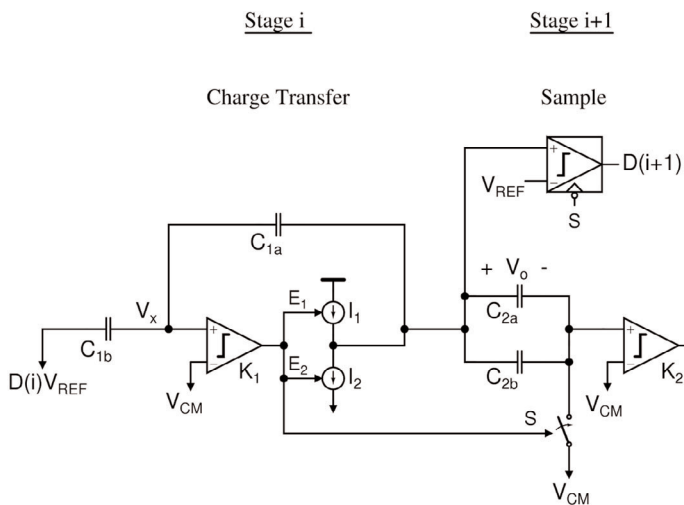 Stage i
Stage i+1
Charge Transfer
Sample
+
D(i+1)
V_REF
−
S
C_1a
+ V_o -
E_1
I_1
C_2a
V_x
+
+
C_1b
−
K_1
E_2
I_2
C_2b
−
K_2
D(i)V_REF
V_CM
V_CM
S
V_CM